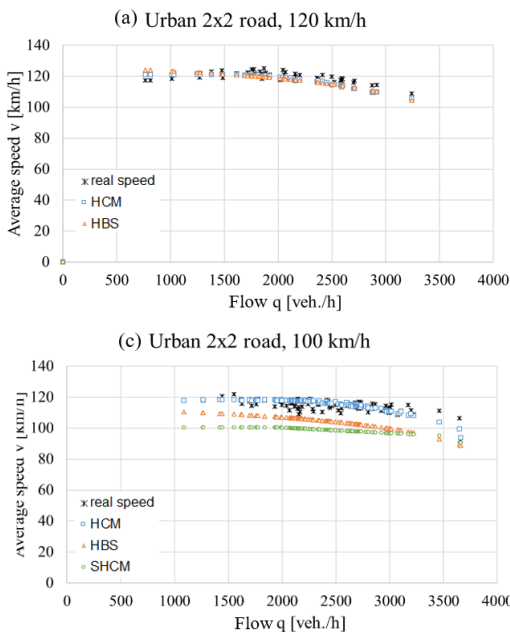 (a) Urban 2x2 road, 120 km/h
140
120
100
80
60
40
20
0
Average speed v [km/h]
real speed
HCM
HBS
0 500 1000 1500 2000 2500 3000 3500 4000
Flow q [veh./h]
(c) Urban 2x2 road, 100 km/h
140
120
100
80
60
40
20
0
Average speed v [km/h]
real speed
HCM
HBS
SHCM
0 500 1000 1500 2000 2500 3000 3500 4000
Flow q [veh./h]